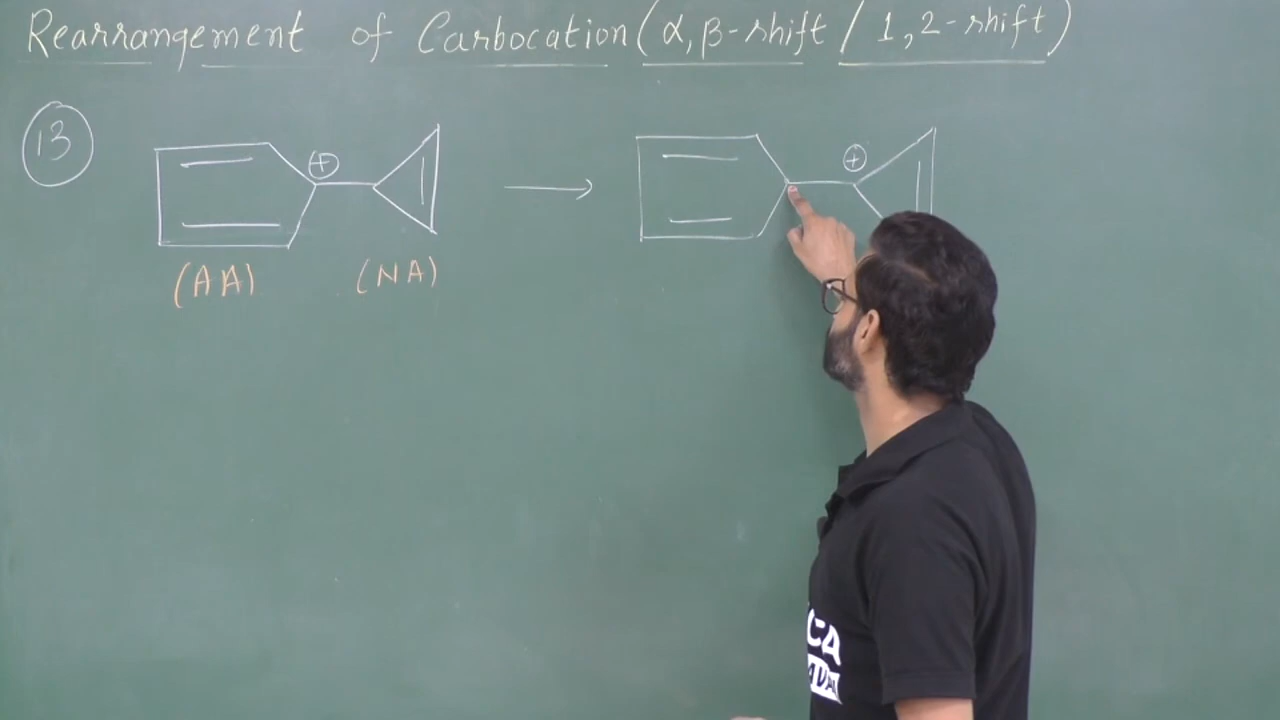 Rearrangement of Carbocation (α,β-shift / 1,2-shift)
13
⊕
⊕
(AA) (NA)